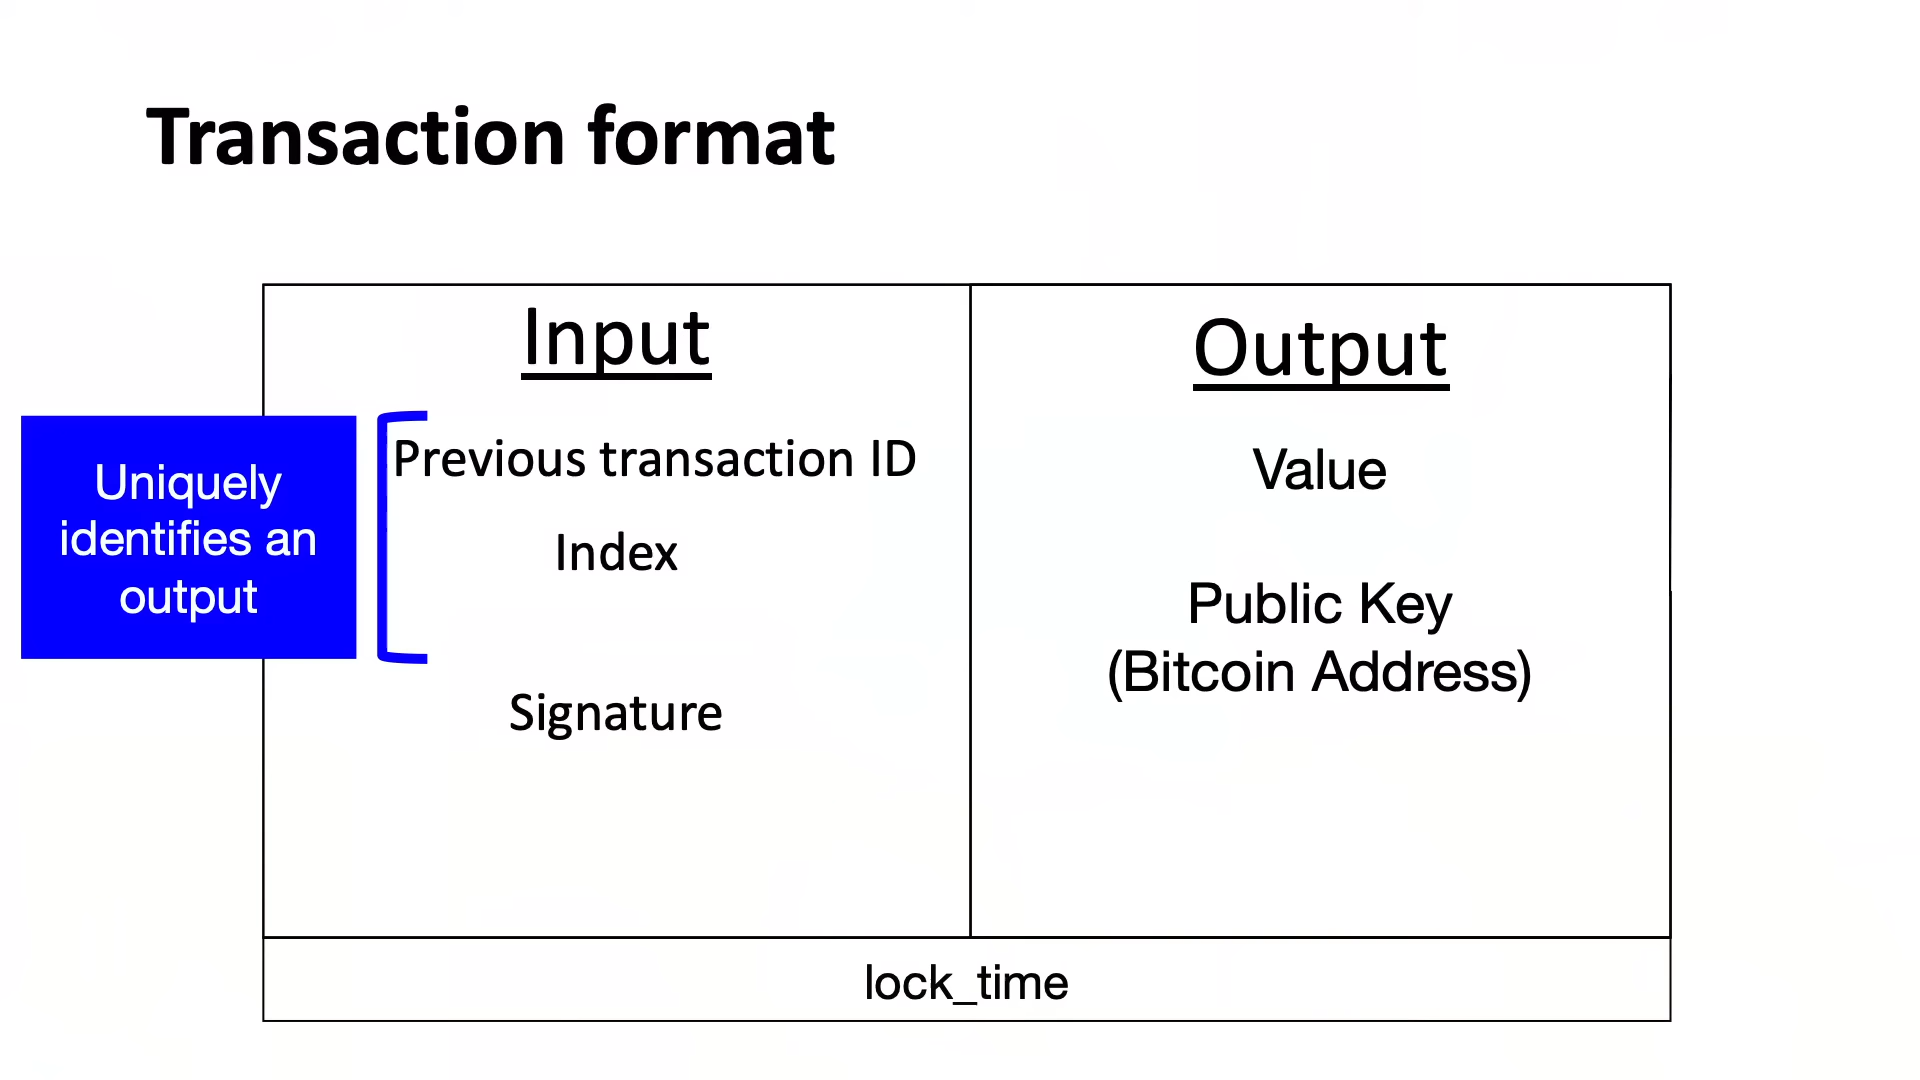 Transaction format
Input
Output
Uniquely
identifies an
output
Previous transaction ID
Index
Signature
Value
Public Key
(Bitcoin Address)
lock_time